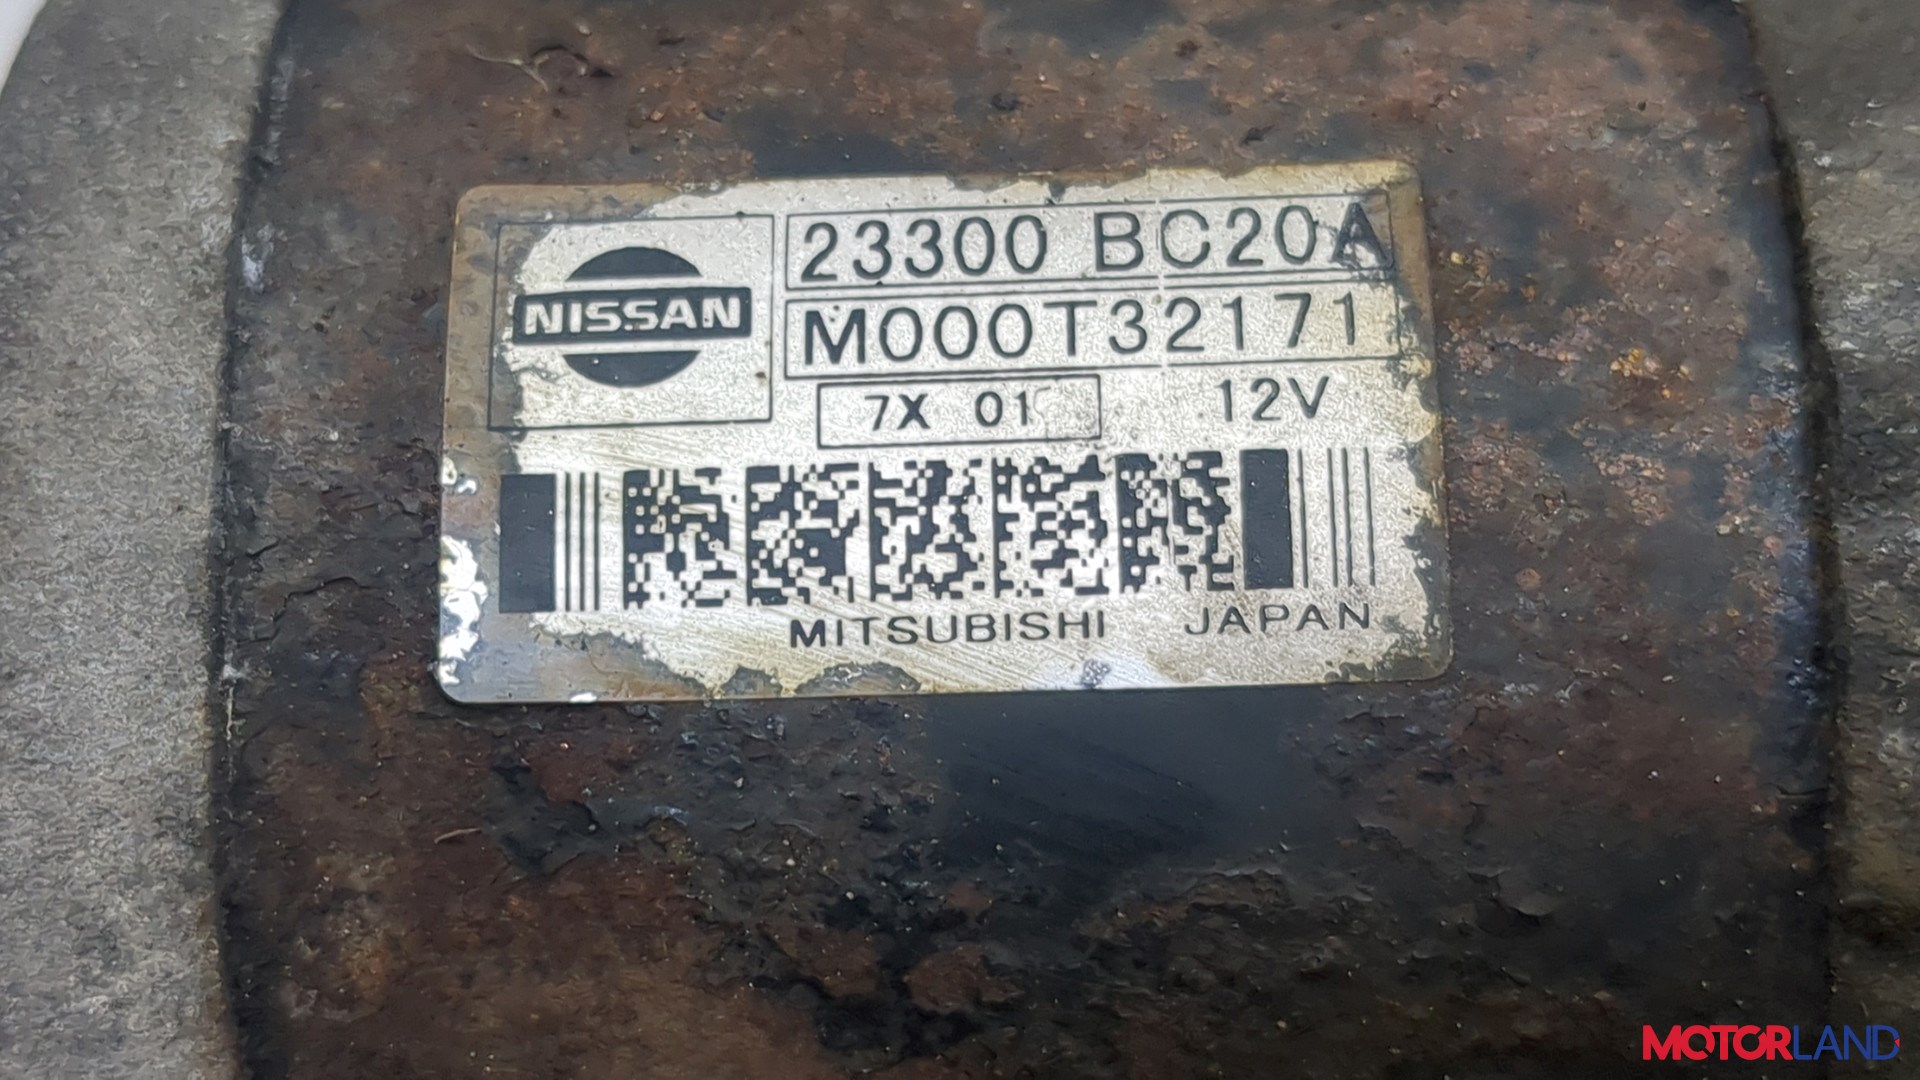 NISSAN
23300 BC20A
M000T32171
7X 01
12V
MITSUBISHI JAPAN
MOTORLAND